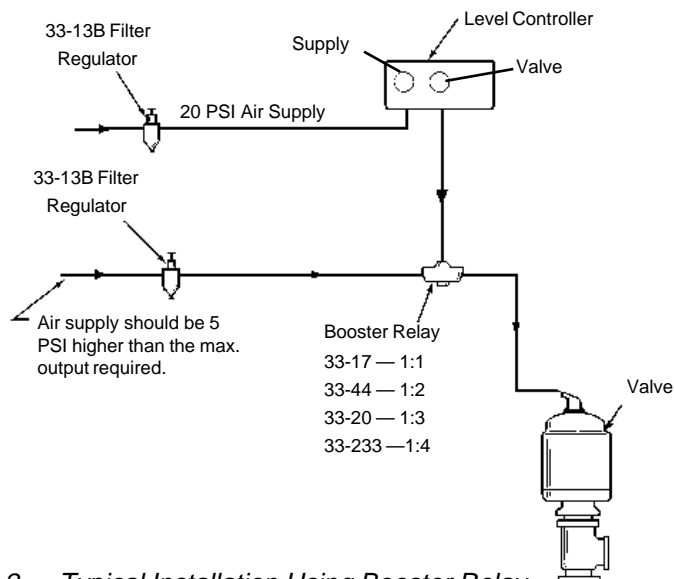 Level Controller
33-13B Filter
Regulator
Supply
Valve
20 PSI Air Supply
33-13B Filter
Regulator
Air supply should be 5
PSI higher than the max.
output required.
Booster Relay
33-17 — 1:1
33-44 — 1:2
33-20 — 1:3
33-233 —1:4
Valve
Typical Installation Using Booster Relay